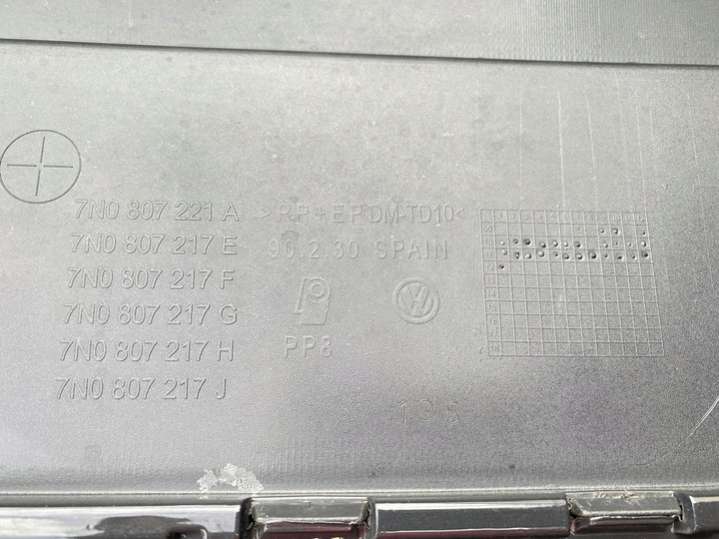 7N0 807 221 A >PP+EPDM-TD10<
7N0 807 217 E 90.2.30 SPAIN
7N0 807 217 F
7N0 807 217 G
7N0 807 217 H PP8
7N0 807 217 J